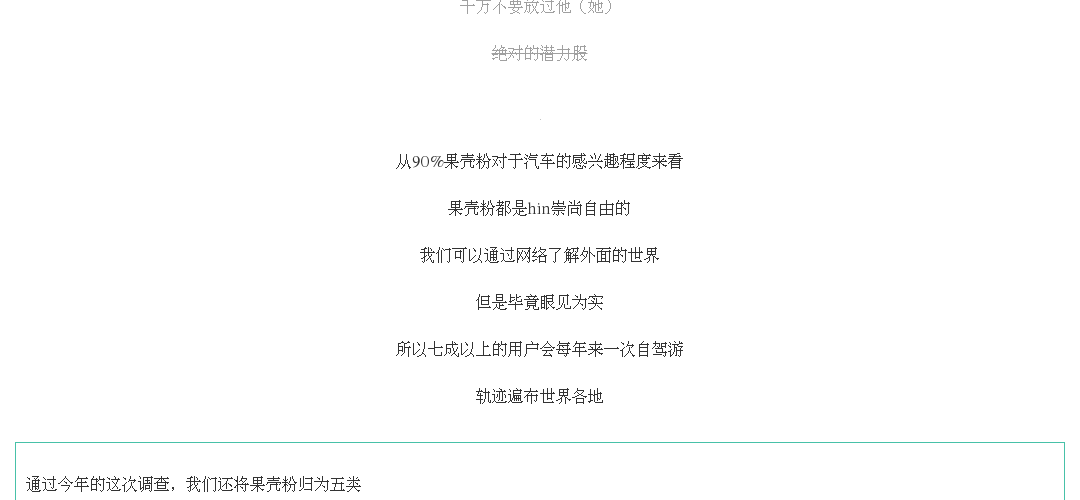 千万不要放过他（她）
绝对的潜力股
从90%果壳粉对于汽车的感兴趣程度来看
果壳粉都是hin崇尚自由的
我们可以通过网络了解外面的世界
但是毕竟眼见为实
所以七成以上的用户会每年来一次自驾游
轨迹遍布世界各地
通过今年的这次调查，我们还将果壳粉归为五类